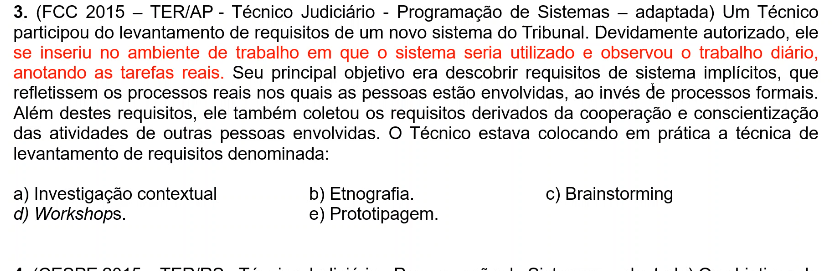 3. (FCC 2015 – TER/AP - Técnico Judiciário - Programação de Sistemas – adaptada) Um Técnico
participou do levantamento de requisitos de um novo sistema do Tribunal. Devidamente autorizado, ele
se inseriu no ambiente de trabalho em que o sistema seria utilizado e observou o trabalho diário,
anotando as tarefas reais. Seu principal objetivo era descobrir requisitos de sistema implícitos, que
refletissem os processos reais nos quais as pessoas estão envolvidas, ao invés de processos formais.
Além destes requisitos, ele também coletou os requisitos derivados da cooperação e conscientização
das atividades de outras pessoas envolvidas. O Técnico estava colocando em prática a técnica de
levantamento de requisitos denominada:
a) Investigação contextual b) Etnografia. c) Brainstorming
d) Workshops. e) Prototipagem.